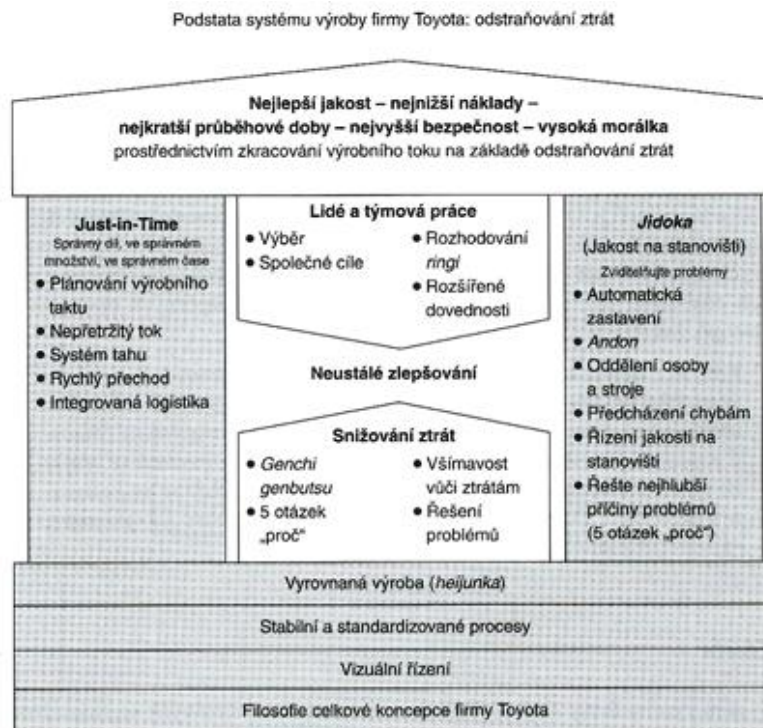 Podstata systému výroby firmy Toyota: odstraňování ztrát
Nejlepší jakost – nejnižší náklady –
nejkratší průběhové doby – nejvyšší bezpečnost – vysoká morálka
prostřednictvím zkracování výrobního toku na základě odstraňování ztrát
Just-in-Time
Správný díl, ve správném
množství, ve správném čase
● Plánování výrobního
taktu
● Nepřetržitý tok
● Systém tahu
● Rychlý přechod
● Integrovaná logistika
Lidé a týmová práce
● Výběr
● Společné cíle
● Rozhodování
ringi
● Rozšířené
dovednosti
Neustálé zlepšování
Snižování ztrát
● Genchi
genbutsu
● 5 otázek
„proč“
● Všímavost
vůči ztrátám
● Řešení
problémů
Jidoka
(Jakost na stanovišti)
Zviditelňujte problémy
● Automatická
zastavení
● Andon
● Oddělení osoby
a stroje
● Předcházení chybám
● Řízení jakosti na
stanovišti
● Řešte nejhlubší
příčiny problémů
(5 otázek „proč“)
Vyrovnaná výroba (heijunka)
Stabilní a standardizované procesy
Vizuální řízení
Filosofie celkové koncepce firmy Toyota